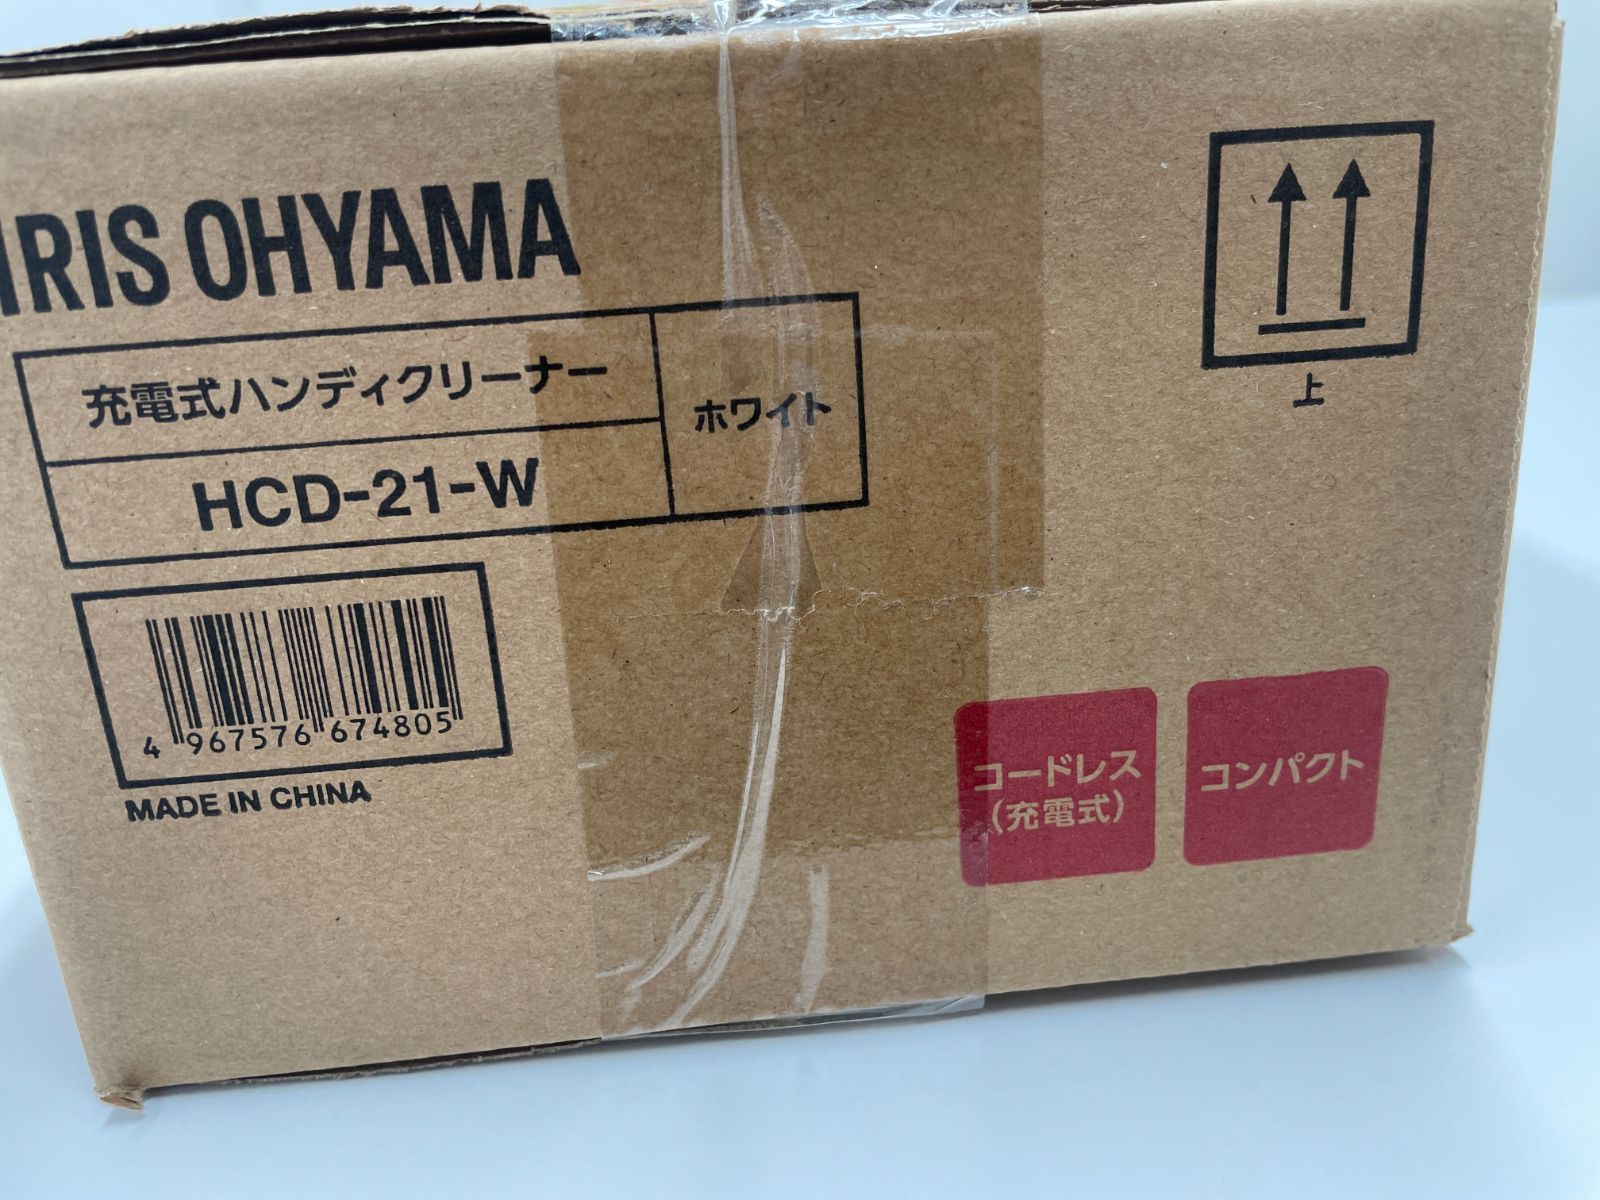 IRIS OHYAMA
充電式ハンディクリーナー
ホワイト
HCD-21-W
4 967576 674805
MADE IN CHINA
上
コードレス
(充電式)
コンパクト